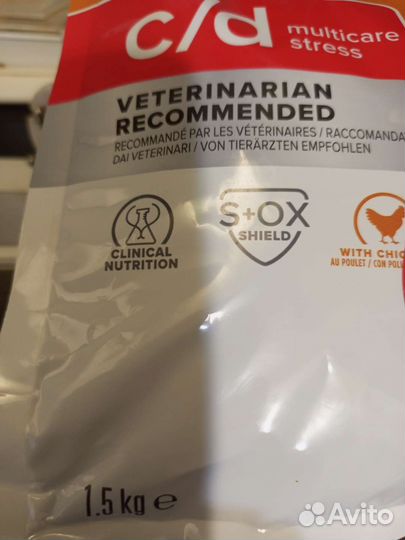 c/d multicare
stress
VETERINARIAN
RECOMMENDED
RECOMMANDÉ PAR LES VÉTÉRINAIRES / RACCOMANDA
DAI VETERINARI / VON TIERÄRZTEN EMPFOHLEN
CLINICAL
NUTRITION
S+OX
SHIELD
WITH CHIC
AU POULET / CON POL
1.5 kg e
Avito